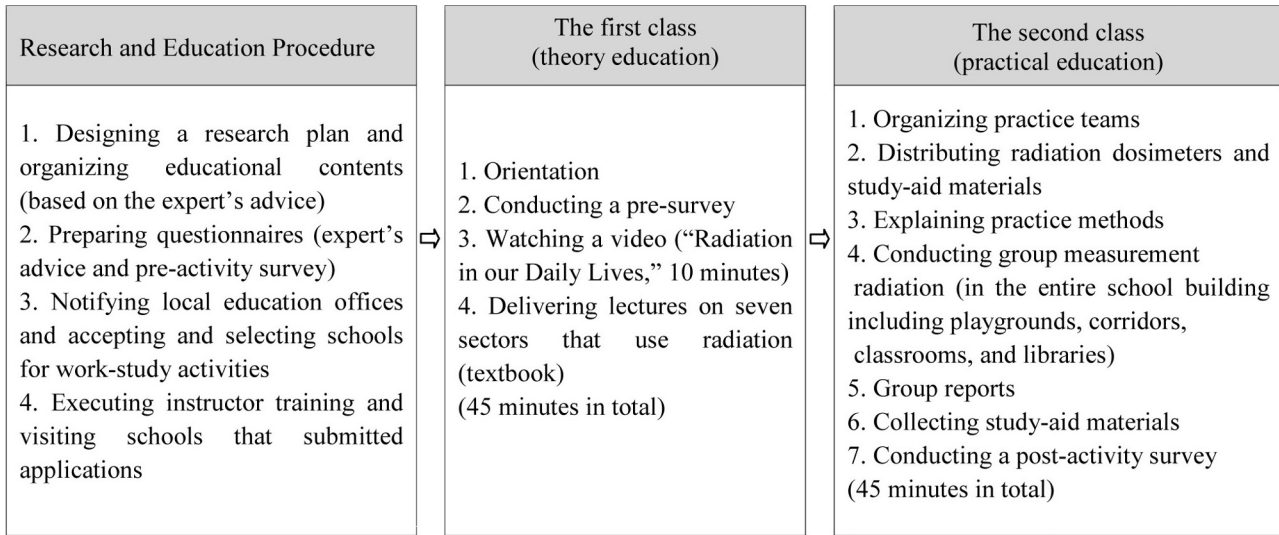 Research and Education Procedure
1. Designing a research plan and
organizing educational contents
(based on the expert's advice)
2. Preparing questionnaires (expert's
advice and pre-activity survey)
3. Notifying local education offices
and accepting and selecting schools
for work-study activities
4. Executing instructor training and
visiting schools that submitted
applications
The first class
(theory education)
1. Orientation
2. Conducting a pre-survey
3. Watching a video (“Radiation
in our Daily Lives,” 10 minutes)
4. Delivering lectures on seven
sectors that use radiation
(textbook)
(45 minutes in total)
The second class
(practical education)
1. Organizing practice teams
2. Distributing radiation dosimeters and
study-aid materials
3. Explaining practice methods
4. Conducting group measurement
radiation (in the entire school building
including playgrounds, corridors,
classrooms, and libraries)
5. Group reports
6. Collecting study-aid materials
7. Conducting a post-activity survey
(45 minutes in total)